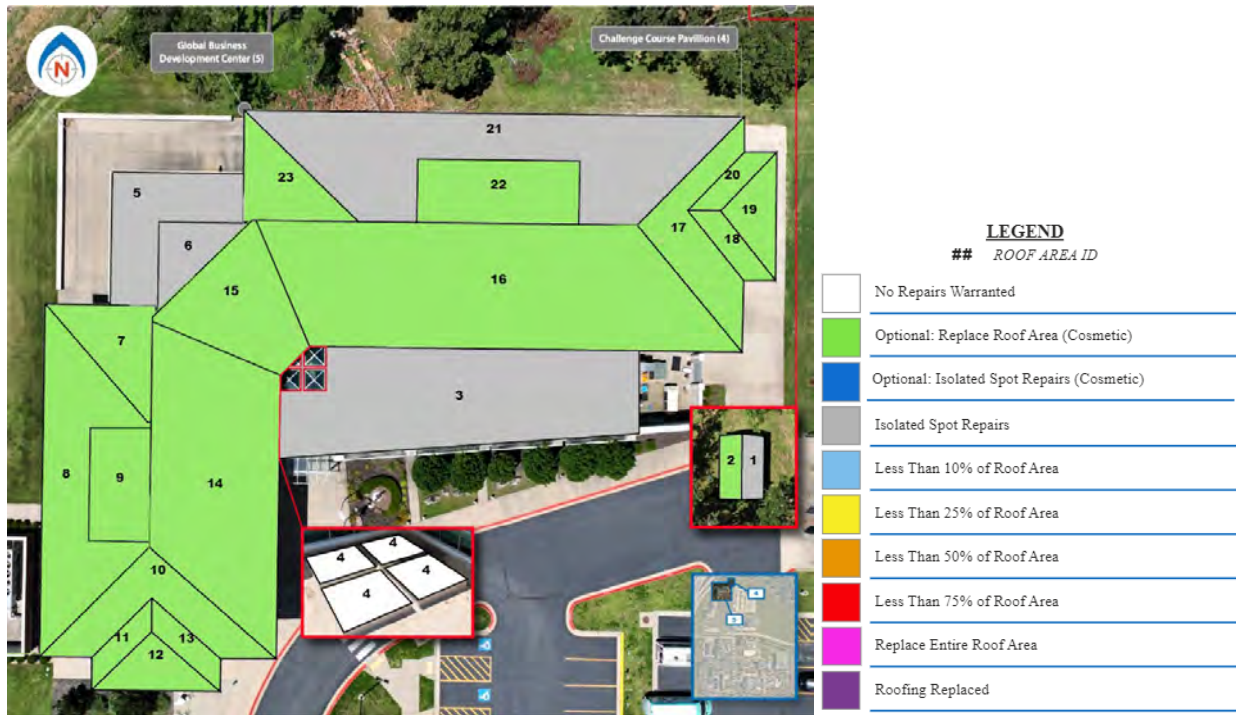 N
Global Business
Development Center (5)
Challenge Course Pavillion (4)
21
23
22
20
19
17
18
5
6
16
15
7
3
8
9
14
2
1
10
11
13
12
4
4
4
4
4
5
LEGEND
## ROOF AREA ID
No Repairs Warranted
Optional: Replace Roof Area (Cosmetic)
Optional: Isolated Spot Repairs (Cosmetic)
Isolated Spot Repairs
Less Than 10% of Roof Area
Less Than 25% of Roof Area
Less Than 50% of Roof Area
Less Than 75% of Roof Area
Replace Entire Roof Area
Roofing Replaced